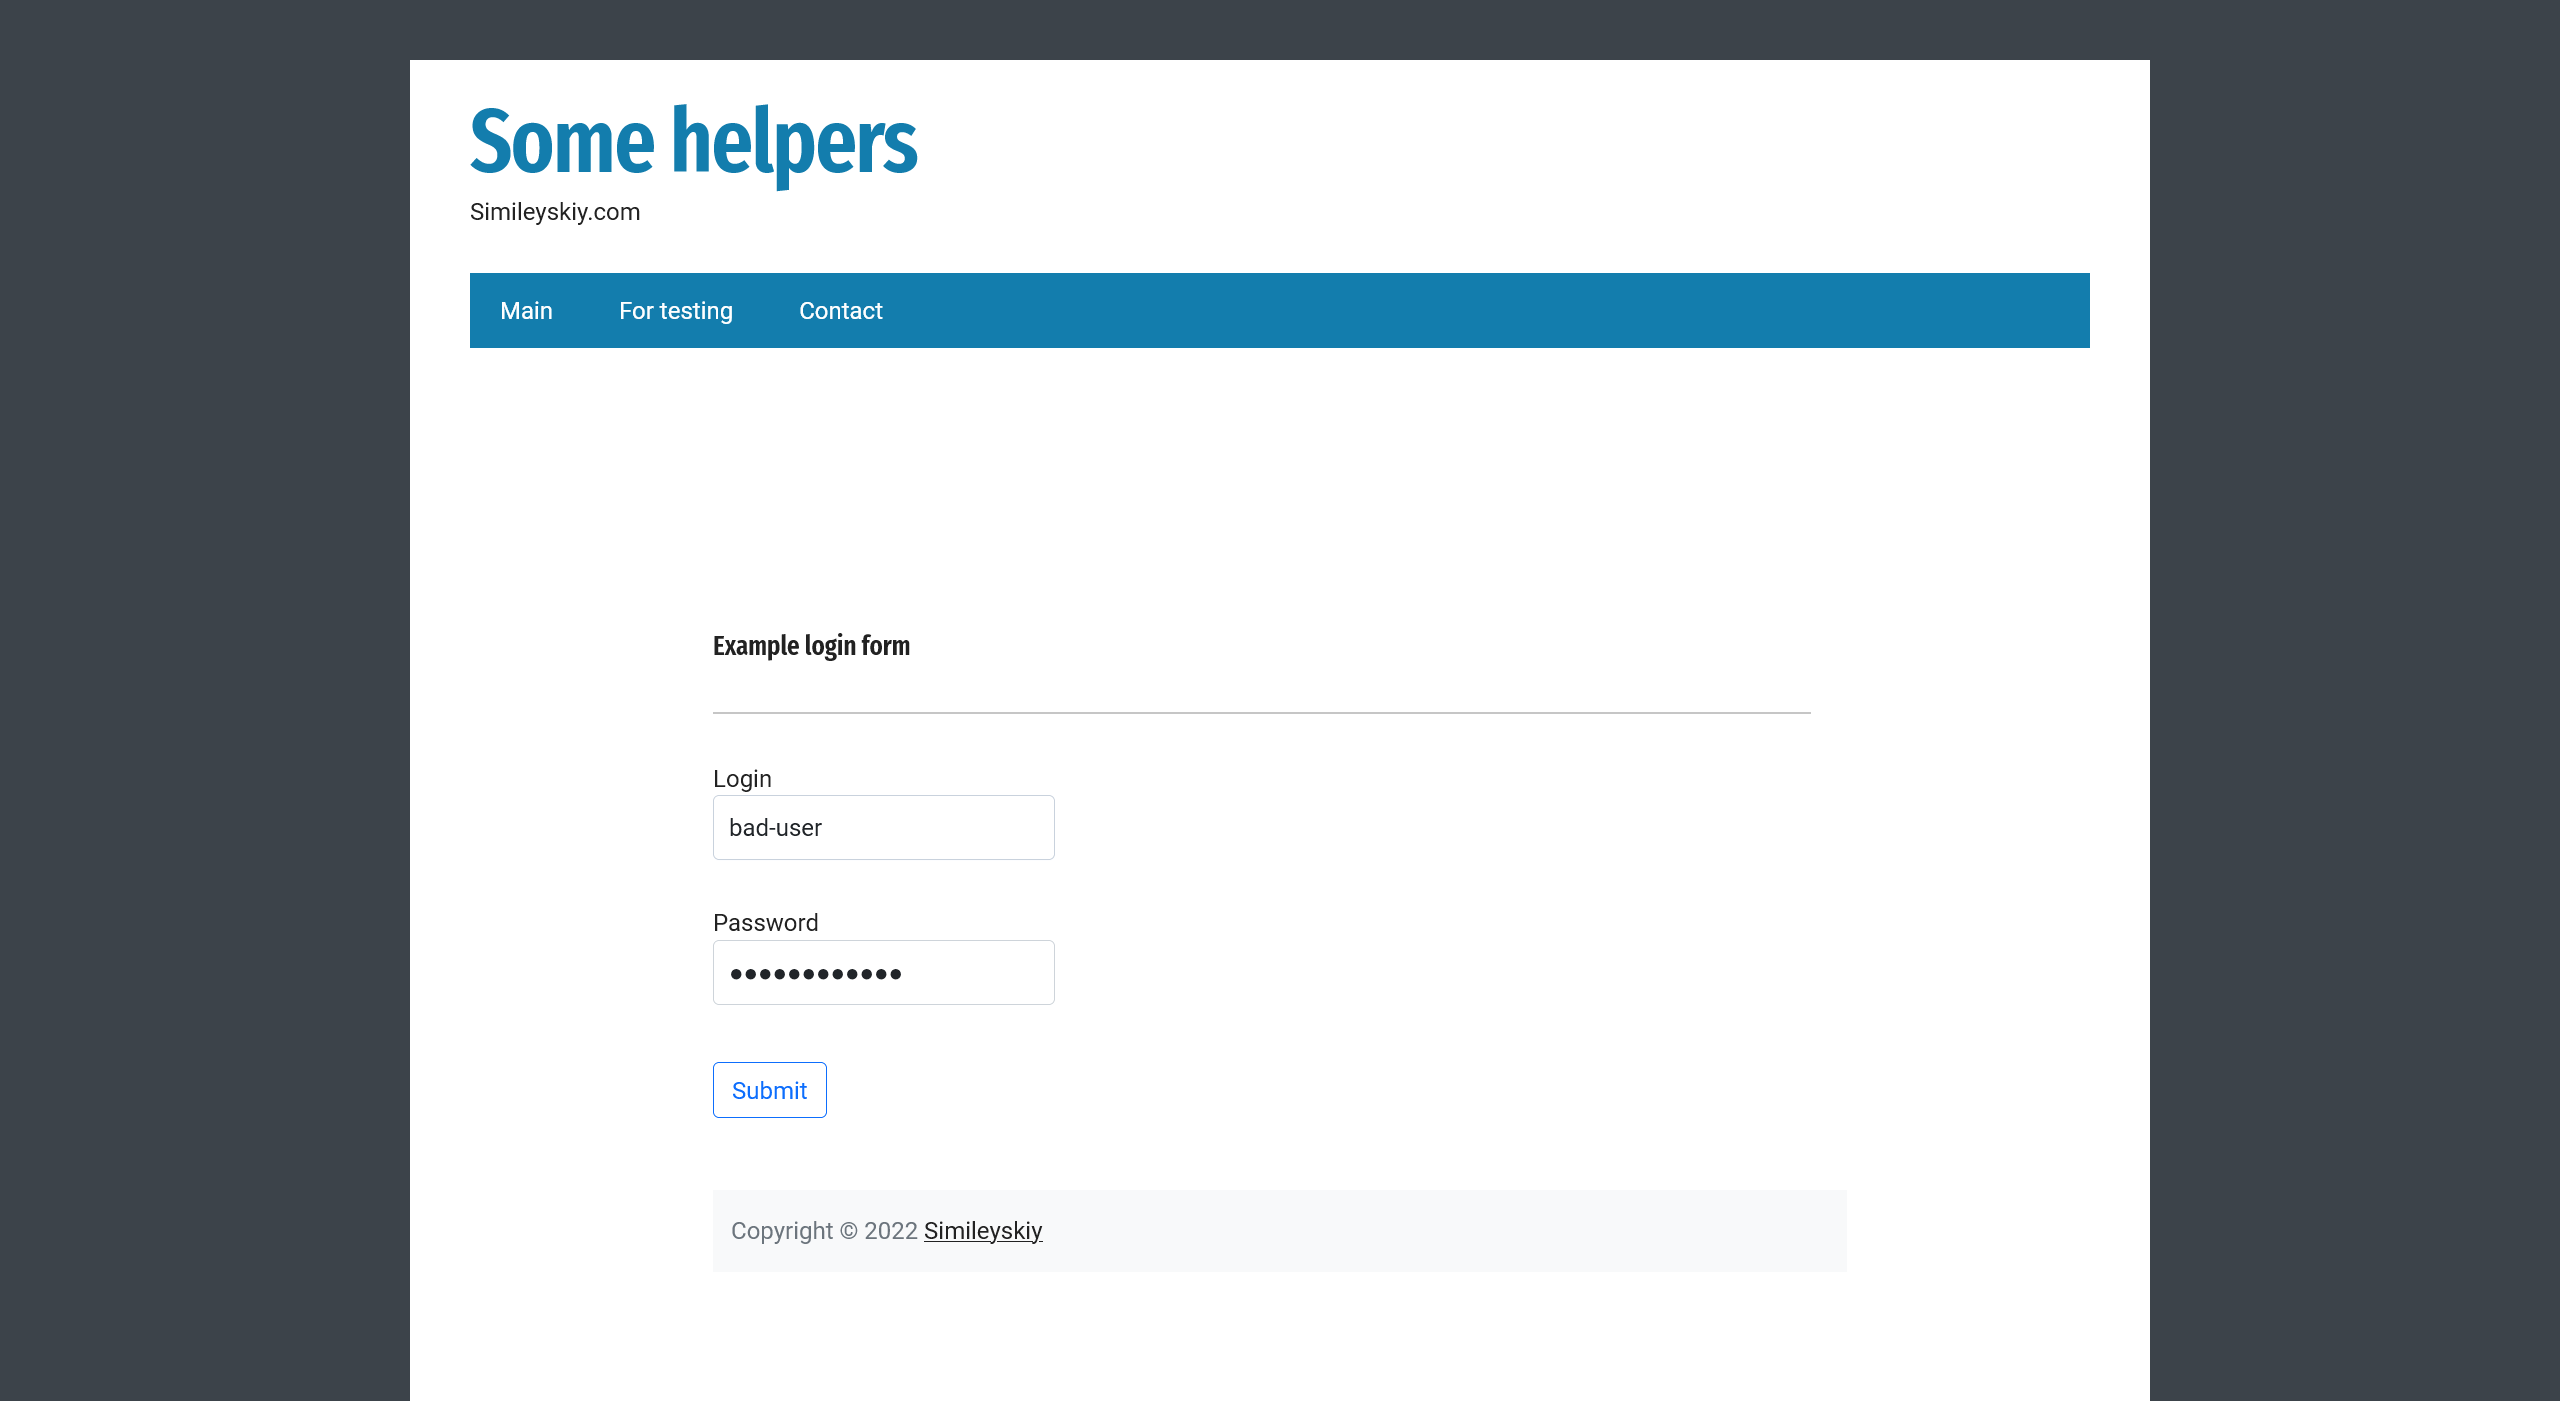 Some helpers
Simileyskiy.com
Main For testing Contact
Example login form
Login
bad-user
Password
••••••••••••
Submit
Copyright © 2022 Simileyskiy